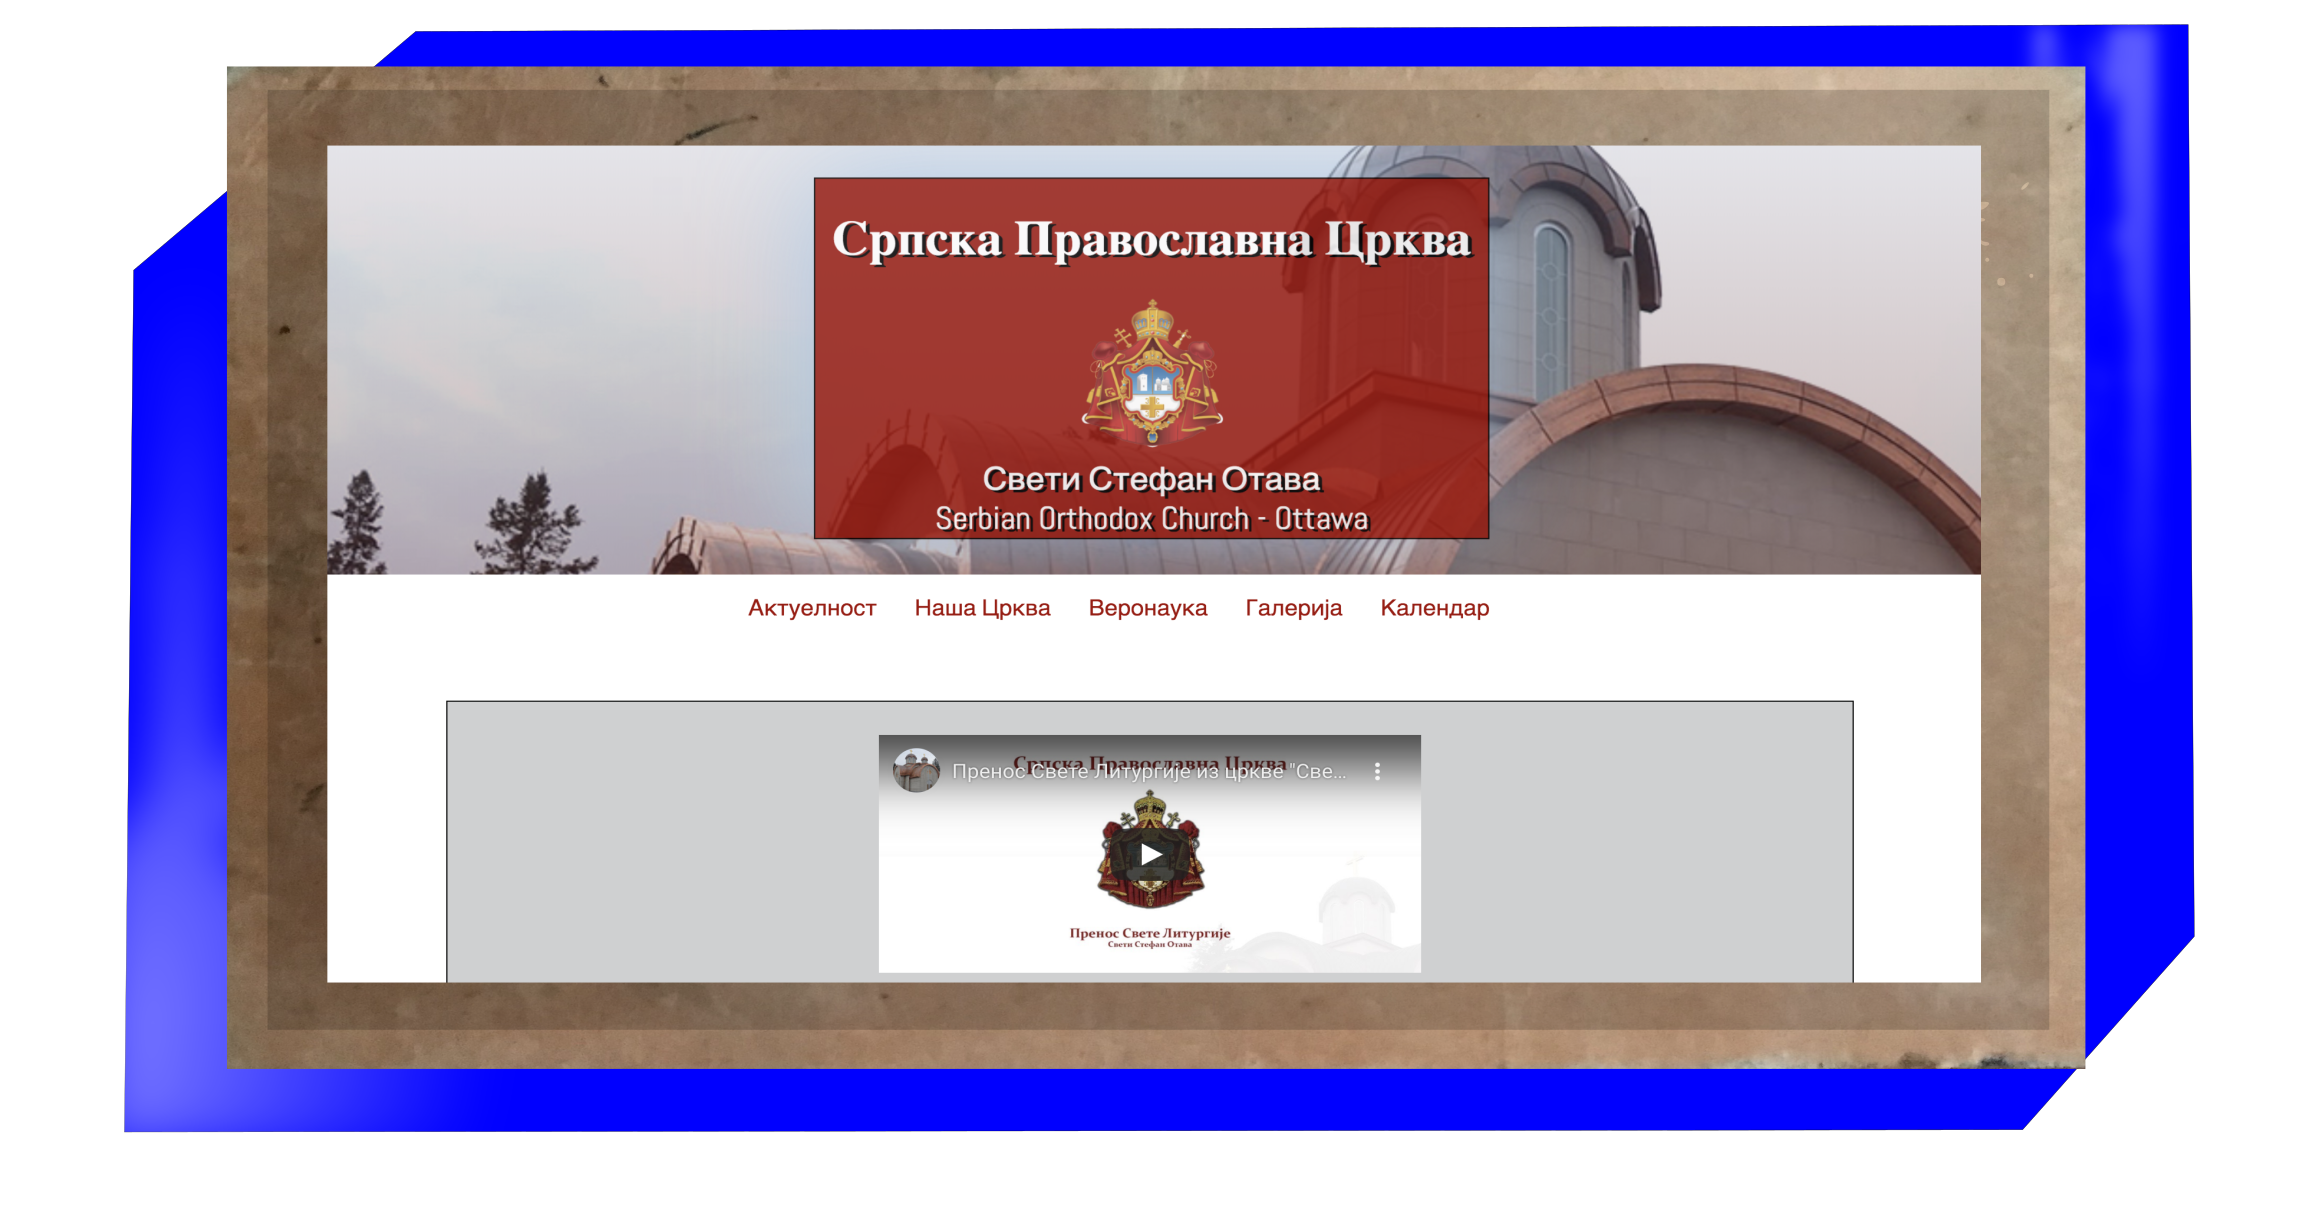 Српска Православна Црква
Свети Стефан Отава
Serbian Orthodox Church - Ottawa
Актуелност Наша Црква Веронаука Галерија Календар
Српска Православна Црква
Пренос Свете Литургије из цркве "Све...
Пренос Свете Литургије
Свети Стефан Отава